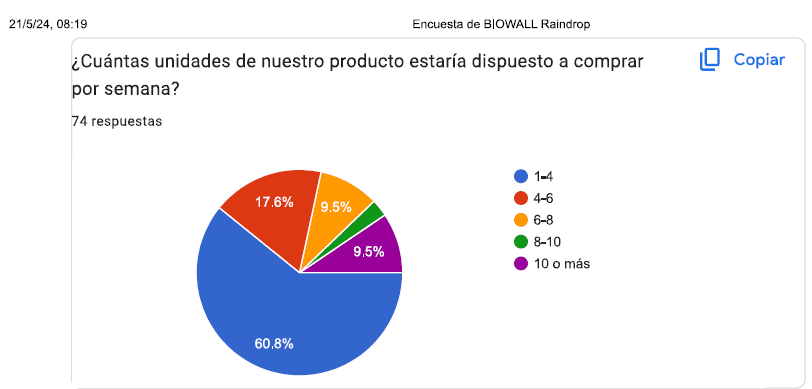 21/5/24, 08:19
Encuesta de BIOWALL Raindrop
¿Cuántas unidades de nuestro producto estaría dispuesto a comprar
por semana?
Copiar
74 respuestas
17.6%
9.5%
9.5%
60.8%
1-4
4-6
6-8
8-10
10 o más